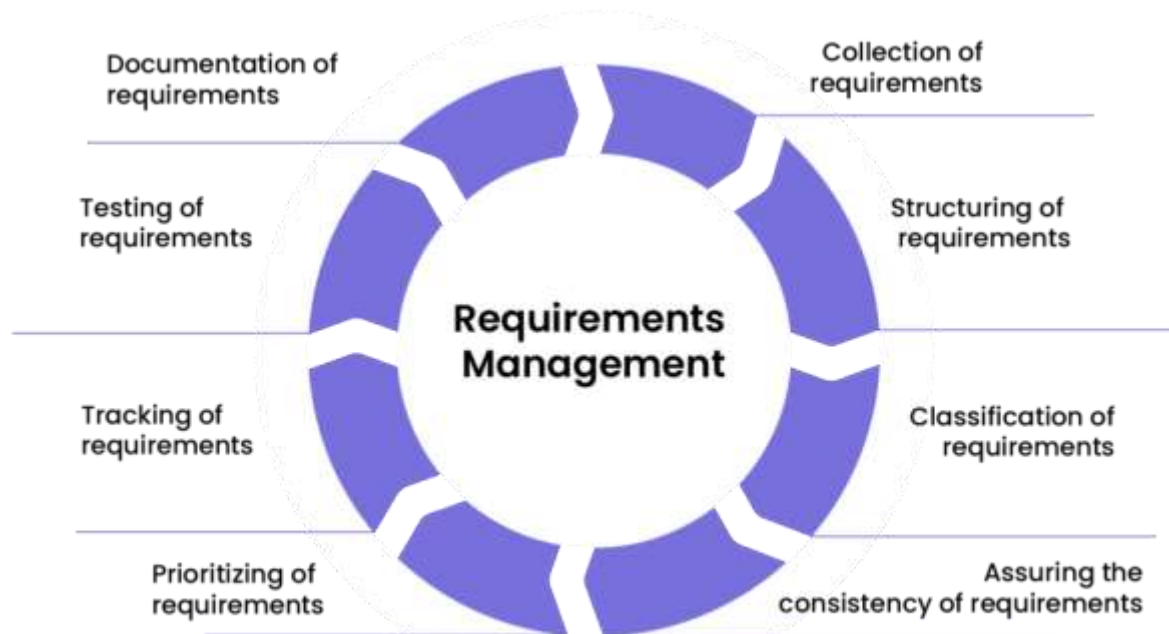 Documentation of
requirements
Collection of
requirements
Testing of
requirements
Structuring of
requirements
Requirements
Management
Tracking of
requirements
Classification of
requirements
Prioritizing of
requirements
Assuring the
consistency of requirements